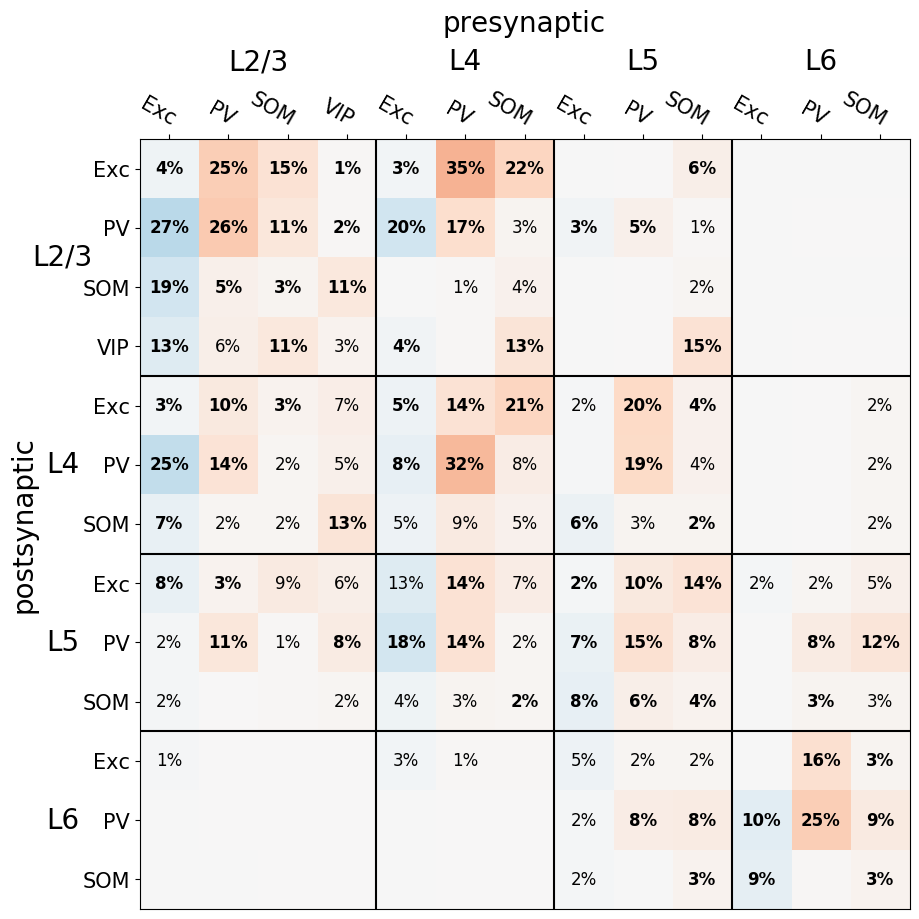 presynaptic
L2/3 L4 L5 L6
Exc PV SOM VIP Exc PV SOM Exc PV SOM Exc PV SOM
postsynaptic
L2/3
Exc 4% 25% 15% 1% 3% 35% 22% 6%
PV 27% 26% 11% 2% 20% 17% 3% 3% 5% 1%
SOM 19% 5% 3% 11% 1% 4% 2%
VIP 13% 6% 11% 3% 4% 13% 15%
L4
Exc 3% 10% 3% 7% 5% 14% 21% 2% 20% 4% 2%
PV 25% 14% 2% 5% 8% 32% 8% 19% 4% 2%
SOM 7% 2% 2% 13% 5% 9% 5% 6% 3% 2% 2%
L5
Exc 8% 3% 9% 6% 13% 14% 7% 2% 10% 14% 2% 2% 5%
PV 2% 11% 1% 8% 18% 14% 2% 7% 15% 8% 8% 12%
SOM 2% 2% 4% 3% 2% 8% 6% 4% 3% 3%
L6
Exc 1% 3% 1% 5% 2% 2% 16% 3%
PV 2% 8% 8% 10% 25% 9%
SOM 2% 3% 9% 3%